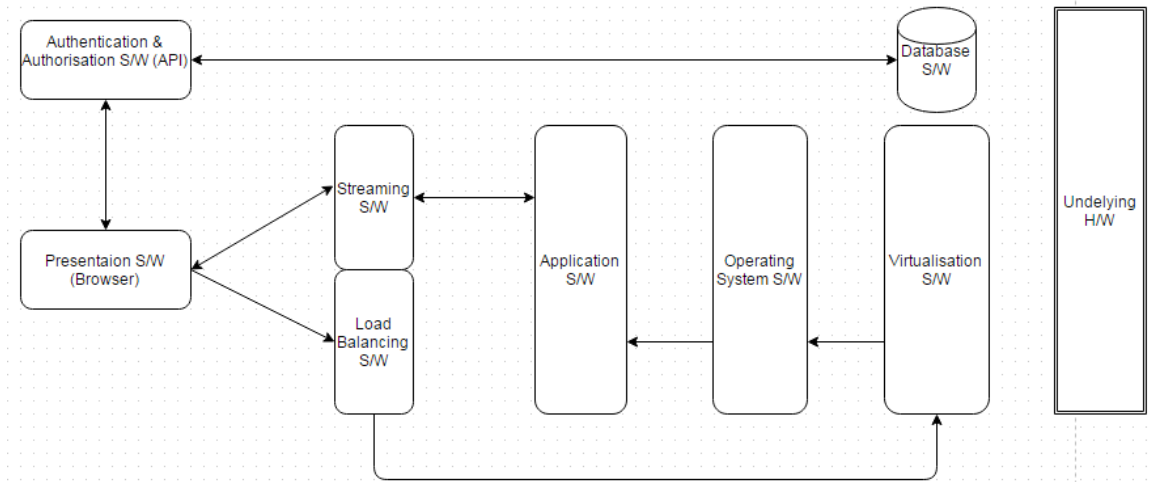 Authentication &
Authorisation S/W (API)
Database
S/W
Undelying
H/W
Streaming
S/W
Application
S/W
Operating
System S/W
Virtualisation
S/W
Presentaion S/W
(Browser)
Load
Balancing
S/W